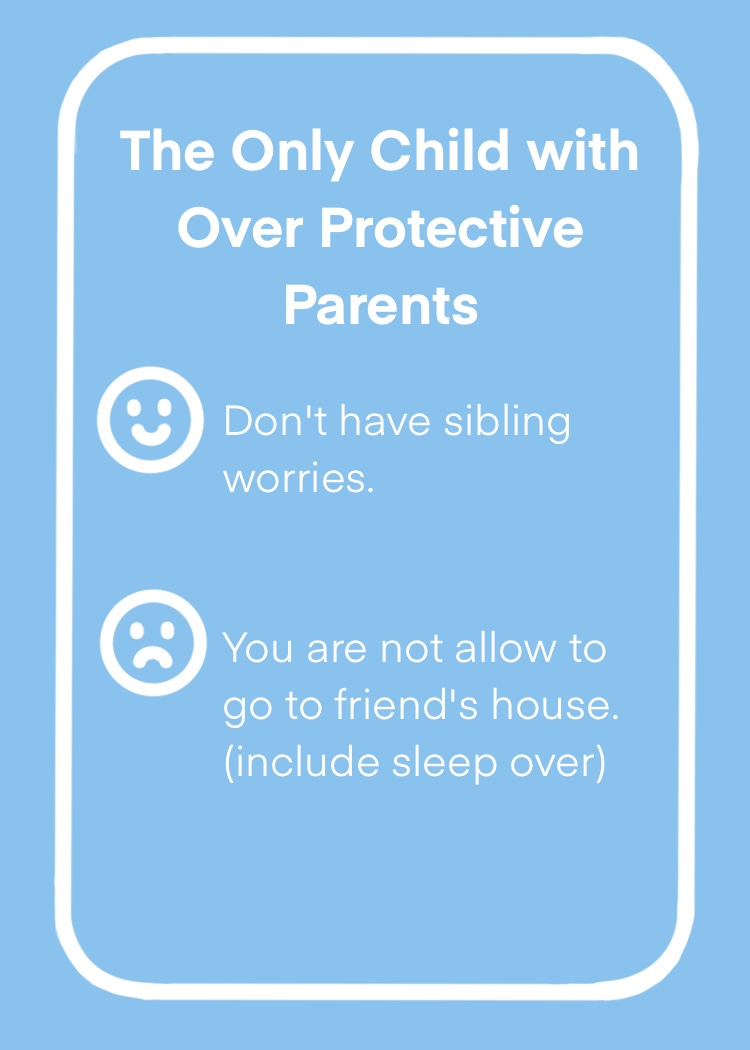 The Only Child with
Over Protective
Parents
Don't have sibling
worries.
You are not allow to
go to friend's house.
(include sleep over)